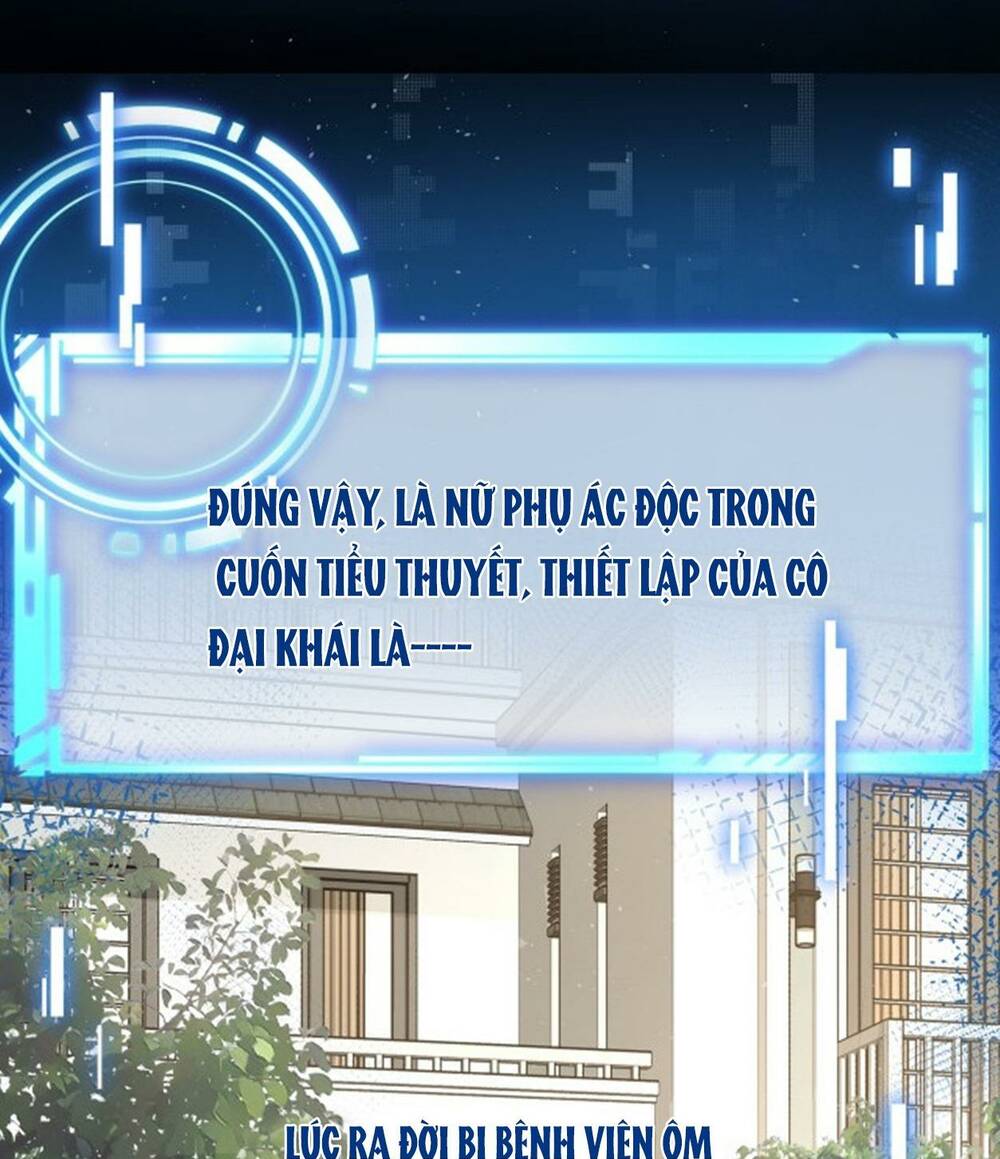 ĐÚNG VẬY, LÀ NỮ PHỤ ÁC ĐỘC TRONG
CUỐN TIỂU THUYẾT, THIẾT LẬP CỦA CÔ
ĐẠI KHÁI LÀ----
LÚC RA ĐỜI BỊ BỆNH VIỆN ÔM